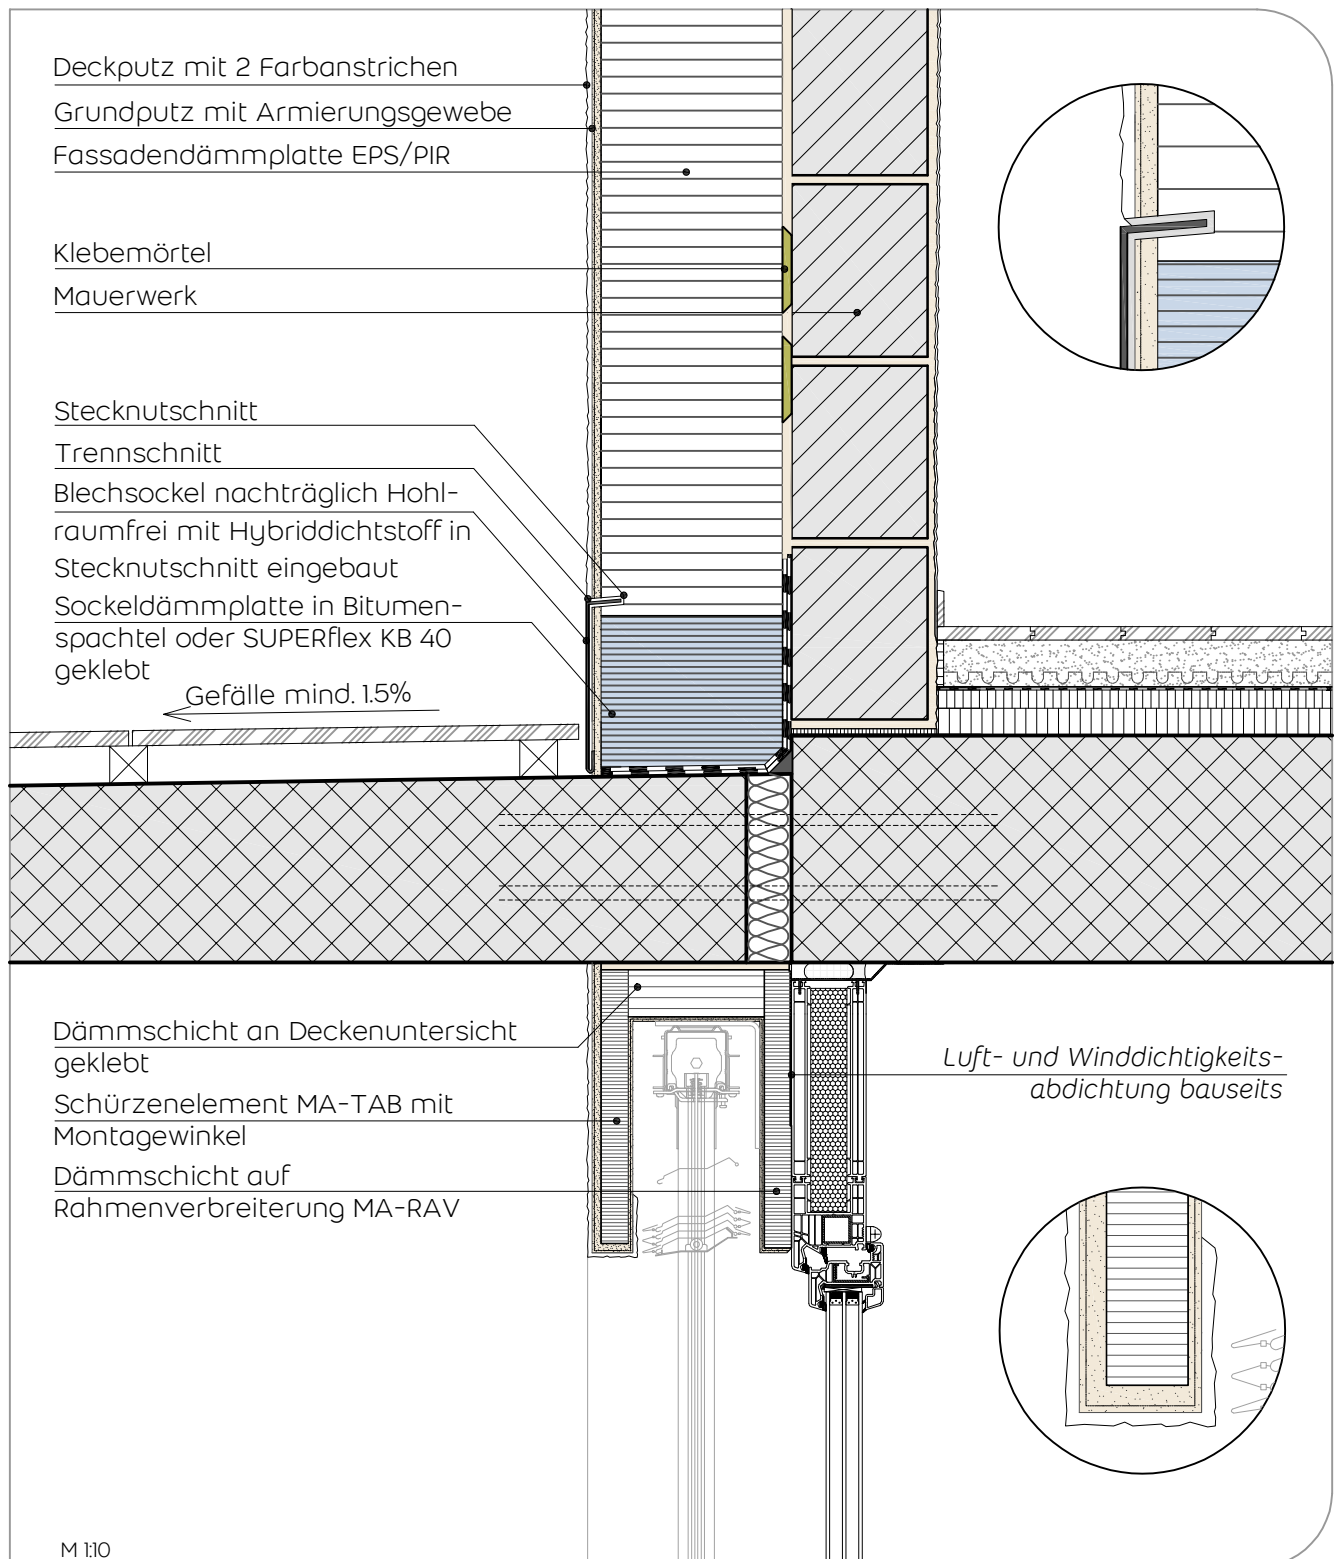 Deckputz mit 2 Farbanstrichen
Grundputz mit Armierungsgewebe
Fassadendämmplatte EPS/PIR
Klebemörtel
Mauerwerk
Stecknutschnitt
Trennschnitt
Blechsockel nachträglich Hohl-
raumfrei mit Hybriddichtstoff in
Stecknutschnitt eingebaut
Sockeldämmplatte in Bitumen-
spachtel oder SUPERflex KB 40
geklebt
Gefälle mind. 1.5%
Dämmschicht an Deckenuntersicht
geklebt
Schürzenelement MA-TAB mit
Montagewinkel
Dämmschicht auf
Rahmenverbreiterung MA-RAV
Luft- und Winddichtigkeits-
abdichtung bauseits
M 1:10